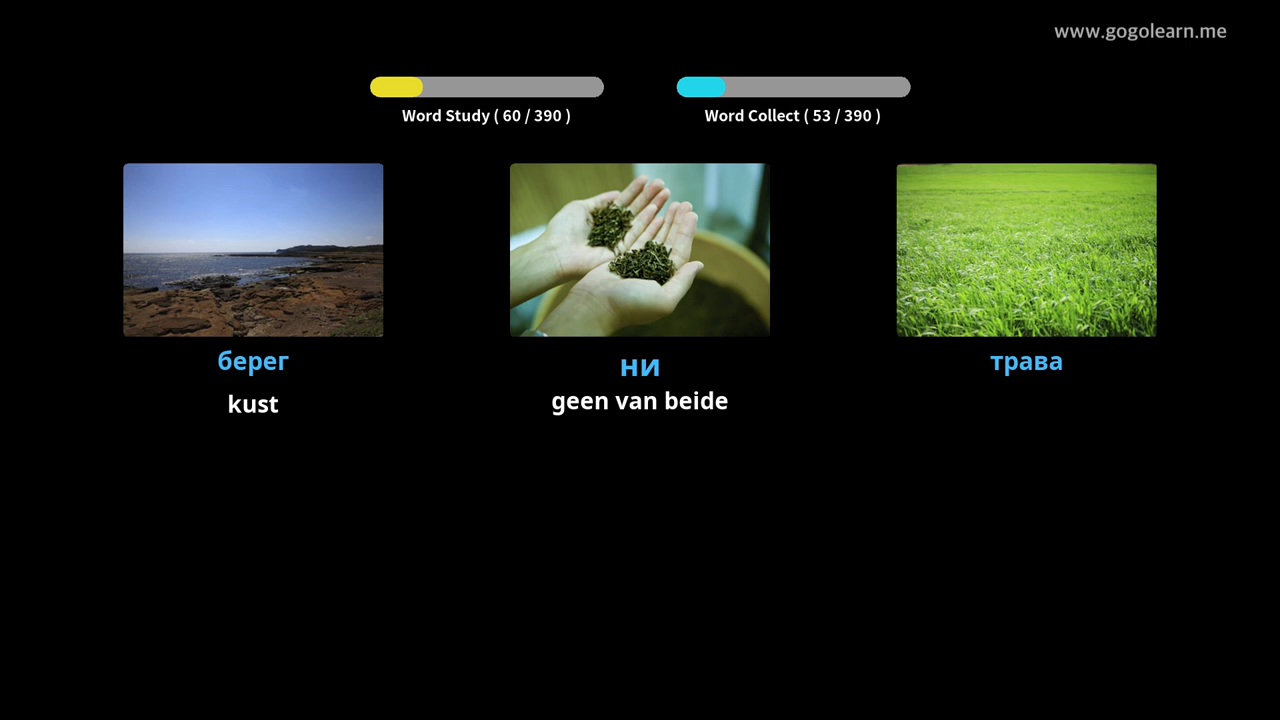 www.gogolearn.me
Word Study ( 60 / 390 )
Word Collect ( 53 / 390 )
берег
kust
ни
geen van beide
трава